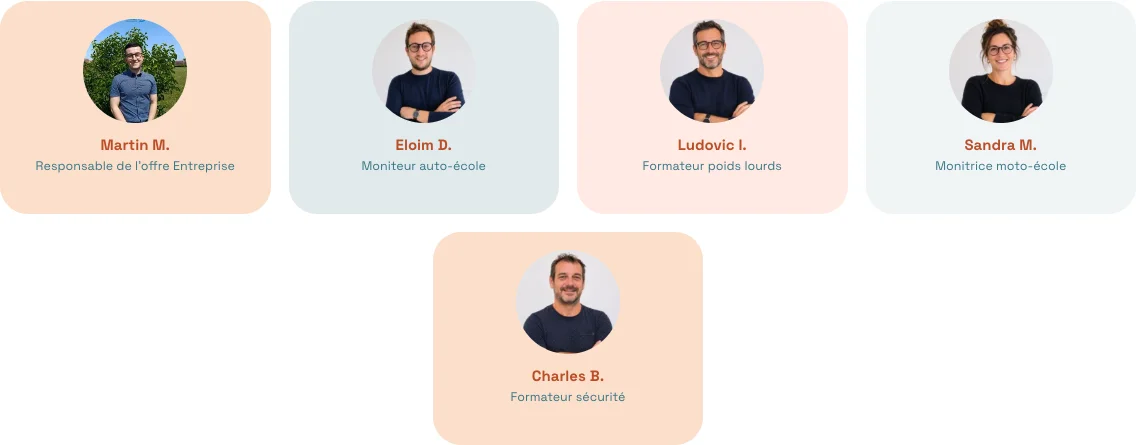 Martin M.
Responsable de l'offre Entreprise
Eloim D.
Moniteur auto-école
Ludovic I.
Formateur poids lourds
Sandra M.
Monitrice moto-école
Charles B.
Formateur sécurité